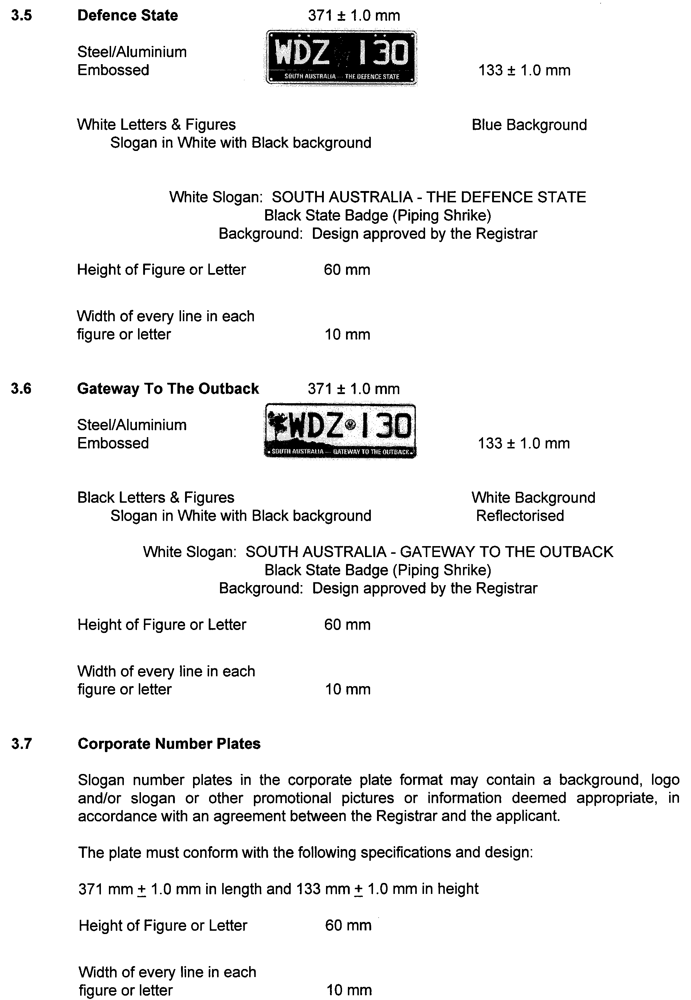 3.5 Defence State 371 ± 1.0 mm
WDZ 130
SOUTH AUSTRALIA — THE DEFENCE STATE
Steel/Aluminium
Embossed 133 ± 1.0 mm
White Letters & Figures Blue Background
Slogan in White with Black background
White Slogan: SOUTH AUSTRALIA - THE DEFENCE STATE
Black State Badge (Piping Shrike)
Background: Design approved by the Registrar
Height of Figure or Letter 60 mm
Width of every line in each
figure or letter 10 mm
3.6 Gateway To The Outback 371 ± 1.0 mm
WDZ 130
SOUTH AUSTRALIA — GATEWAY TO THE OUTBACK
Steel/Aluminium
Embossed 133 ± 1.0 mm
Black Letters & Figures White Background
Slogan in White with Black background Reflectorised
White Slogan: SOUTH AUSTRALIA - GATEWAY TO THE OUTBACK
Black State Badge (Piping Shrike)
Background: Design approved by the Registrar
Height of Figure or Letter 60 mm
Width of every line in each
figure or letter 10 mm
3.7 Corporate Number Plates
Slogan number plates in the corporate plate format may contain a background, logo
and/or slogan or other promotional pictures or information deemed appropriate, in
accordance with an agreement between the Registrar and the applicant.
The plate must conform with the following specifications and design:
371 mm ± 1.0 mm in length and 133 mm ± 1.0 mm in height
Height of Figure or Letter 60 mm
Width of every line in each
figure or letter 10 mm